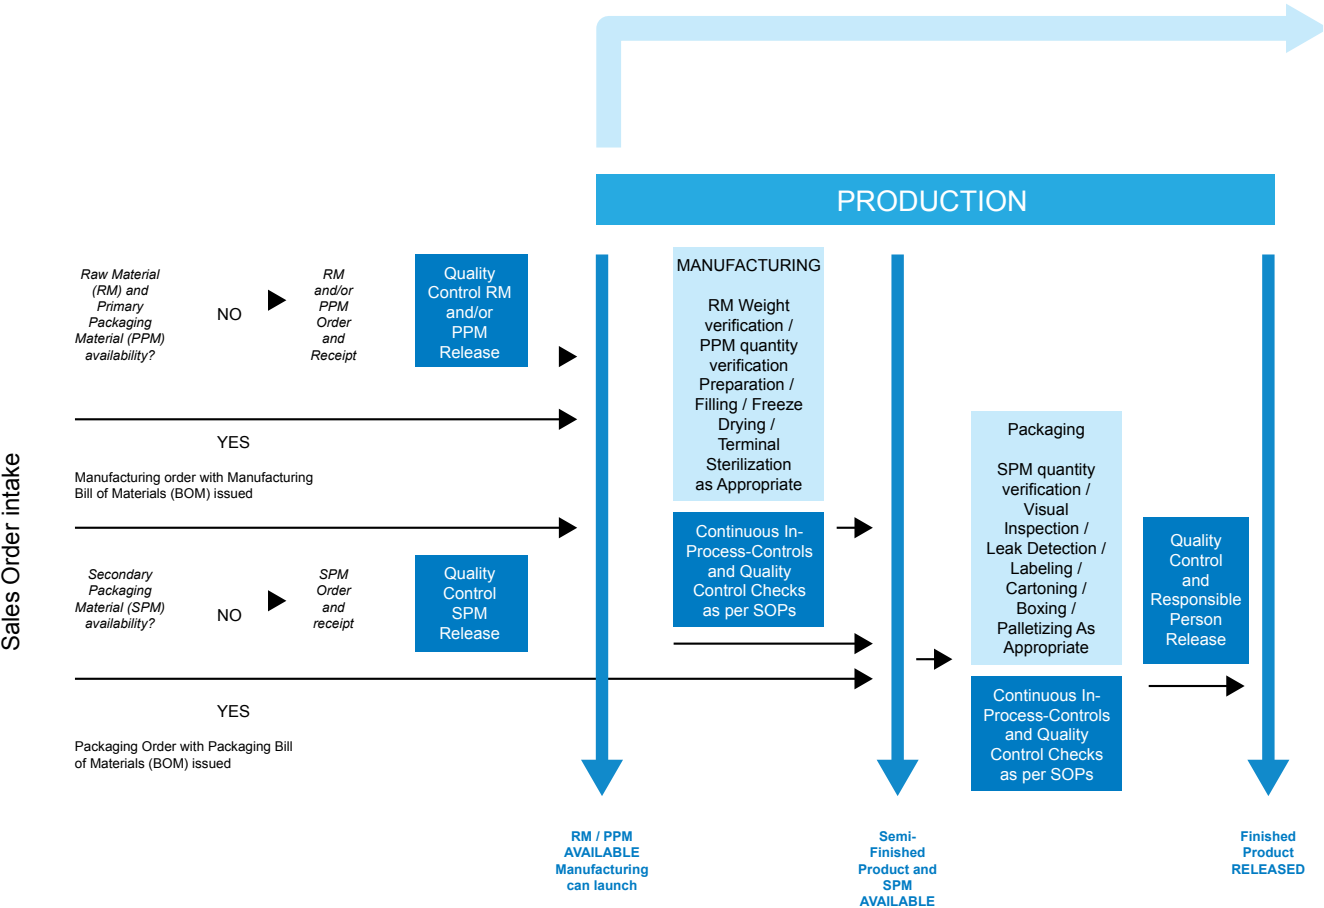 PRODUCTION
Sales Order intake
Raw Material
(RM) and
Primary
Packaging
Material (PPM)
availability?
NO
RM
and/or
PPM
Order
and
Receipt
Quality
Control RM
and/or
PPM
Release
YES
Manufacturing order with Manufacturing
Bill of Materials (BOM) issued
Secondary
Packaging
Material (SPM)
availability?
NO
SPM
Order
and
receipt
Quality
Control
SPM
Release
YES
Packaging Order with Packaging Bill
of Materials (BOM) issued
MANUFACTURING
RM Weight
verification /
PPM quantity
verification
Preparation /
Filling / Freeze
Drying /
Terminal
Sterilization
as Appropriate
Continuous In-
Process-Controls
and Quality
Control Checks
as per SOPs
Packaging
SPM quantity
verification /
Visual
Inspection /
Leak Detection /
Labeling /
Cartoning /
Boxing /
Palletizing As
Appropriate
Continuous In-
Process-Controls
and Quality
Control Checks
as per SOPs
Quality
Control
and
Responsible
Person
Release
RM / PPM
AVAILABLE
Manufacturing
can launch
Semi-
Finished
Product and
SPM
AVAILABLE
Finished
Product
RELEASED